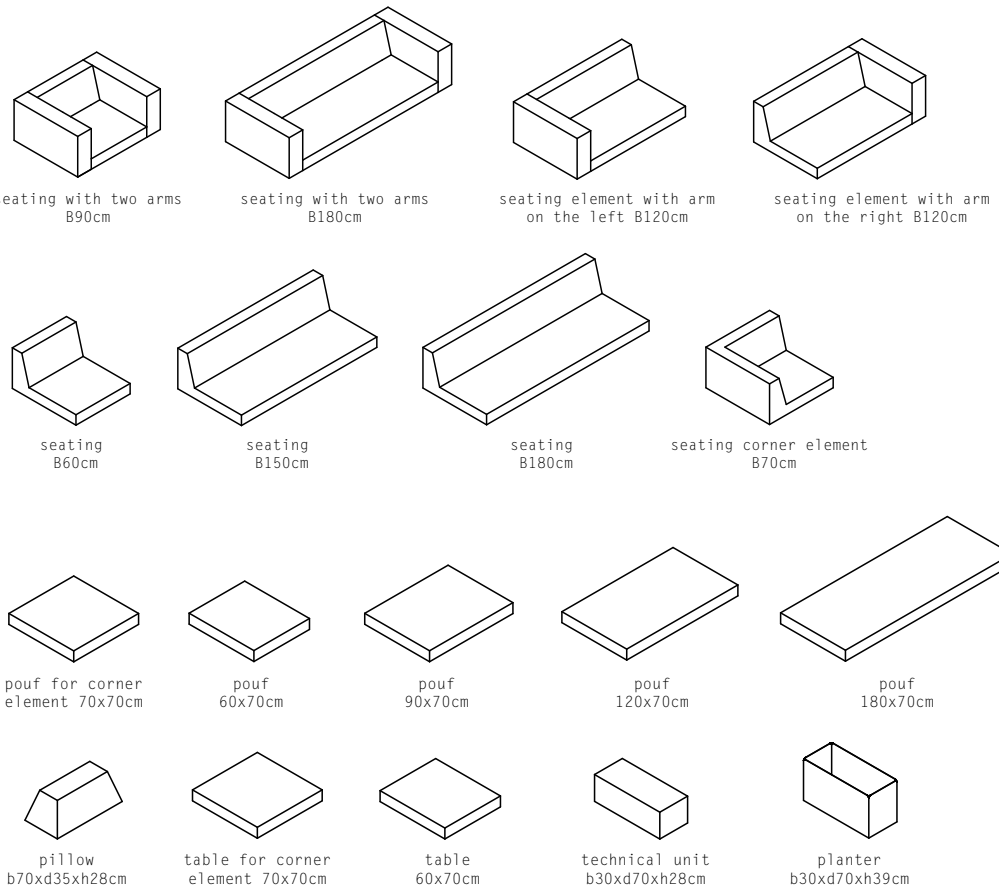 eating with two arms
B90cm
seating with two arms
B180cm
seating element with arm
on the left B120cm
seating element with arm
on the right B120cm
seating
B60cm
seating
B150cm
seating
B180cm
seating corner element
B70cm
pouf for corner
element 70x70cm
pouf
60x70cm
pouf
90x70cm
pouf
120x70cm
pouf
180x70cm
pillow
b70xd35xh28cm
table for corner
element 70x70cm
table
60x70cm
technical unit
b30xd70xh28cm
planter
b30xd70xh39cm